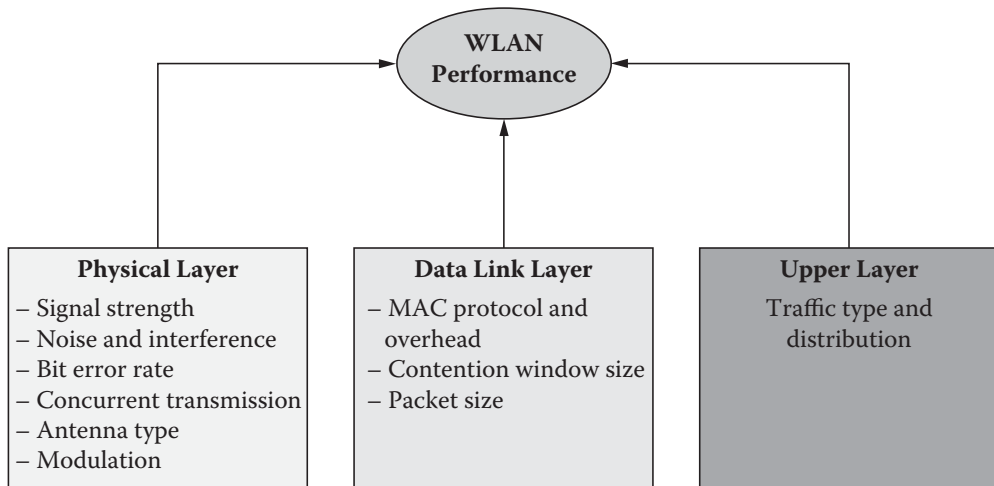 WLAN
Performance
Physical Layer
– Signal strength
– Noise and interference
– Bit error rate
– Concurrent transmission
– Antenna type
– Modulation
Data Link Layer
– MAC protocol and
overhead
– Contention window size
– Packet size
Upper Layer
Traffic type and
distribution